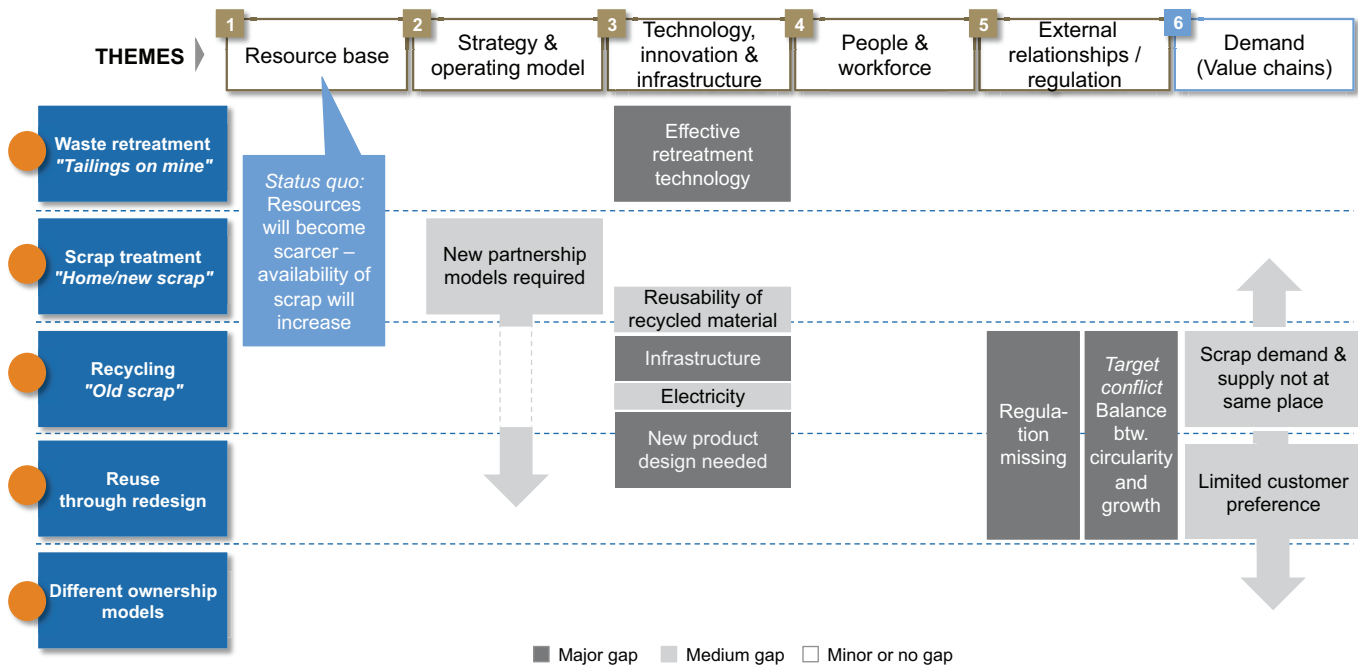 1
2
3
4
5
6
THEMES
Resource base
Strategy &
operating model
Technology,
innovation &
infrastructure
People &
workforce
External
relationships /
regulation
Demand
(Value chains)
Waste retreatment
"Tailings on mine"
Effective
retreatment
technology
Status quo:
Resources
will become
scarcer –
availability of
scrap will
increase
Scrap treatment
"Home/new scrap"
New partnership
models required
Reusability of
recycled material
Recycling
"Old scrap"
Infrastructure
Electricity
New product
design needed
Regula-
tion
missing
Target
conflict
Balance
btw.
circularity
and
growth
Scrap demand &
supply not at
same place
Reuse
through redesign
Limited customer
preference
Different ownership
models
Major gap
Medium gap
Minor or no gap